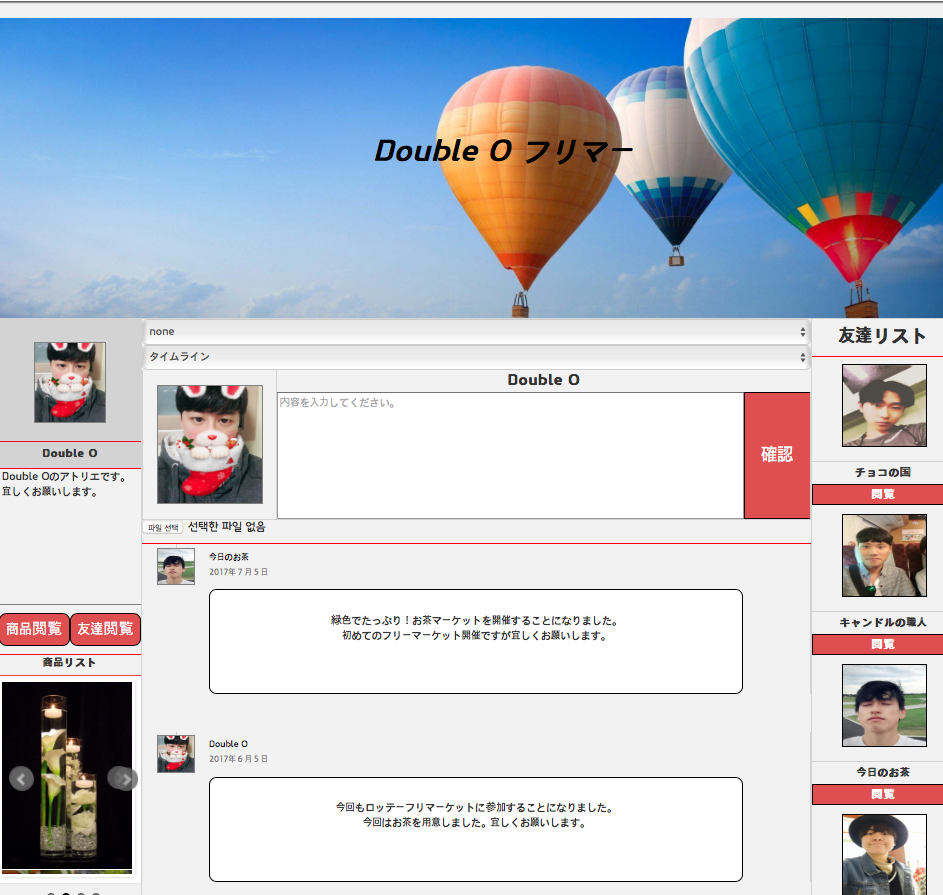 Double O フリマー
Double O
Double Oのアトリエです。
宜しくお願いします。
商品閲覧
友達閲覧
商品リスト
none
タイムライン
Double O
内容を入力してください。
確認
파일 선택 선택한 파일 없음
今日のお茶
2017年 7 月 5 日
緑色でたっぷり！お茶マーケットを開催することになりました。
初めてのフリーマーケット開催ですが宜しくお願いします。
Double O
2017年 6 月 5 日
今回もロッテーフリマーケットに参加することになりました。
今回はお茶を用意しました。宜しくお願いします。
友達リスト
チョコの国
閲覧
キャンドルの職人
閲覧
今日のお茶
閲覧